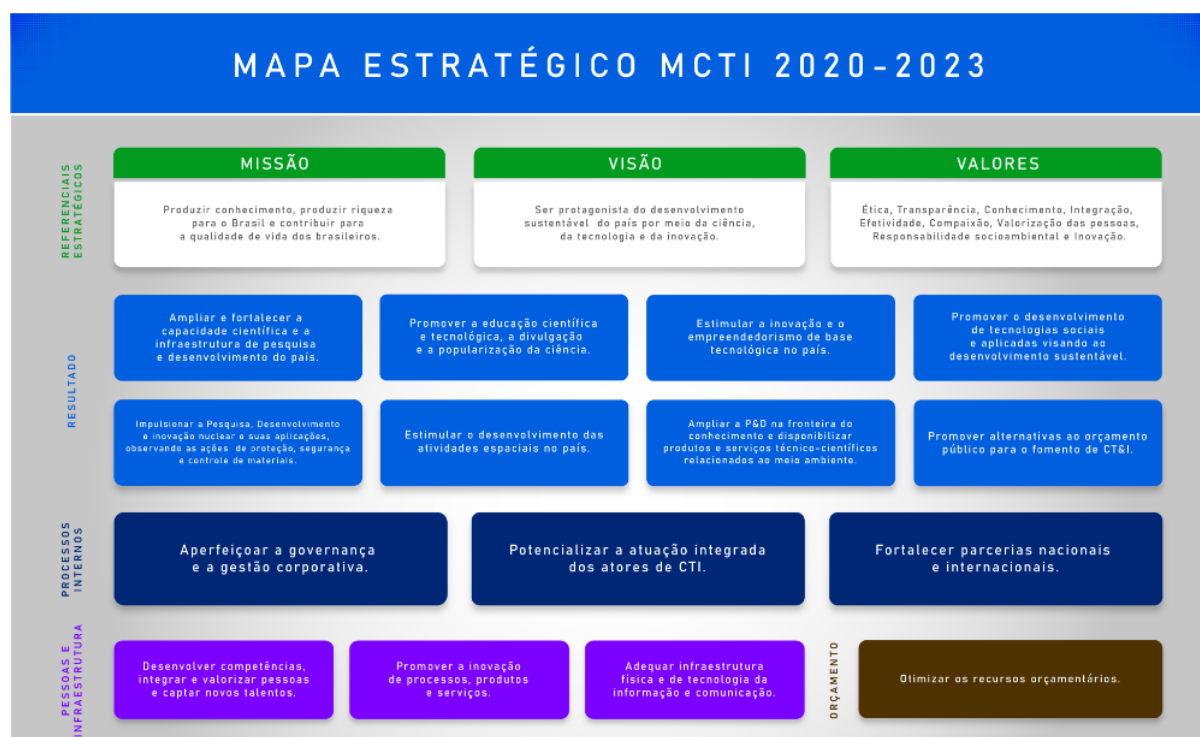 MAPA ESTRATÉGICO MCTI 2020-2023
REFERENCIAIS
ESTRATÉGICOS
MISSÃO
Produzir conhecimento, produzir riqueza
para o Brasil e contribuir para
a qualidade de vida dos brasileiros.
VISÃO
Ser protagonista do desenvolvimento
sustentável do país por meio da ciência,
da tecnologia e da inovação.
VALORES
Ética, Transparência, Conhecimento, Integração,
Efetividade, Compaixão, Valorização das pessoas,
Responsabilidade socioambiental e Inovação.
RESULTADO
Ampliar e fortalecer a
capacidade científica e a
infraestrutura de pesquisa
e desenvolvimento do país.
Promover a educação científica
e tecnológica, a divulgação
e a popularização da ciência.
Estimular a inovação e o
empreendedorismo de base
tecnológica no país.
Promover o desenvolvimento
de tecnologias sociais
e aplicadas visando ao
desenvolvimento sustentável.
Impulsionar a Pesquisa, Desenvolvimento
e inovação nuclear e suas aplicações,
observando as ações de proteção, segurança
e controle de materiais.
Estimular o desenvolvimento das
atividades espaciais no país.
Ampliar a P&D na fronteira do
conhecimento e disponibilizar
produtos e serviços técnico-científicos
relacionados ao meio ambiente.
Promover alternativas ao orçamento
público para o fomento de CT&I.
PROCESSOS
INTERNOS
Aperfeiçoar a governança
e a gestão corporativa.
Potencializar a atuação integrada
dos atores de CTI.
Fortalecer parcerias nacionais
e internacionais.
PESSOAS E
INFRAESTRUTURA
Desenvolver competências,
integrar e valorizar pessoas
e captar novos talentos.
Promover a inovação
de processos, produtos
e serviços.
Adequar infraestrutura
física e de tecnologia da
informação e comunicação.
ORÇAMENTO
Otimizar os recursos orçamentários.